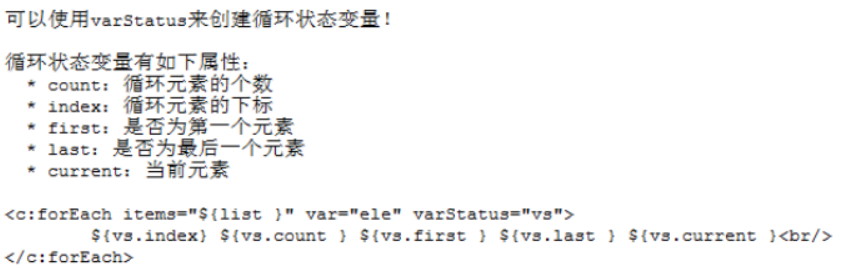 可以使用varStatus来创建循环状态变量！
循环状态变量有如下属性：
* count：循环元素的个数
* index：循环元素的下标
* first：是否为第一个元素
* last：是否为最后一个元素
* current：当前元素
<c:forEach items="${list }" var="ele" varStatus="vs">
${vs.index} ${vs.count } ${vs.first } ${vs.last } ${vs.current }<br/>
</c:forEach>